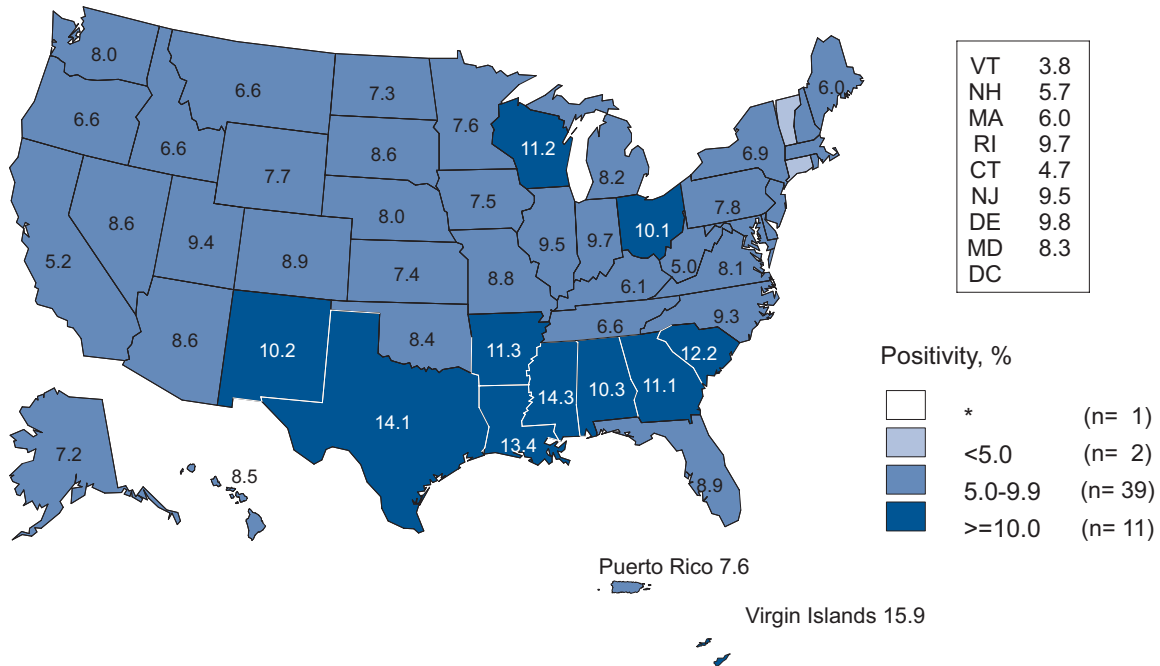 8.0
6.6
7.3
7.6
6.0
6.6
6.6
7.7
8.6
11.2
8.2
6.9
5.2
8.6
9.4
8.9
8.0
7.4
7.5
8.8
9.5
9.7
10.1
7.8
5.0
8.1
6.1
8.6
10.2
8.4
11.3
6.6
9.3
12.2
14.1
13.4
14.3
10.3
11.1
8.9
7.2
8.5
Puerto Rico 7.6
Virgin Islands 15.9
VT 3.8
NH 5.7
MA 6.0
RI 9.7
CT 4.7
NJ 9.5
DE 9.8
MD 8.3
DC
Positivity, %
* (n= 1)
<5.0 (n= 2)
5.0-9.9 (n= 39)
>=10.0 (n= 11)